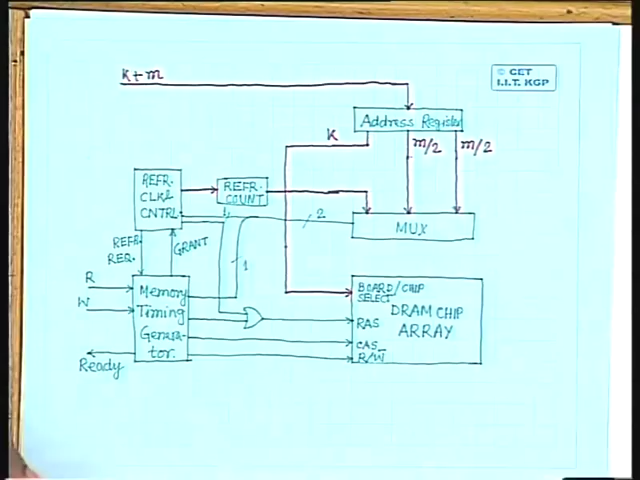 © CET
I.I.T. KGP
K+m
Address Register
K
m/2
m/2
REFR.
CLK&
CNTRL
REFR.
COUNT
1
2
MUX
REFR.
REQ.
GRANT
1
R
W
Ready
Memory
Timing
Genera-
tor.
BOARD/CHIP
SELECT
DRAM CHIP
ARRAY
RAS
CAS
R/W̅